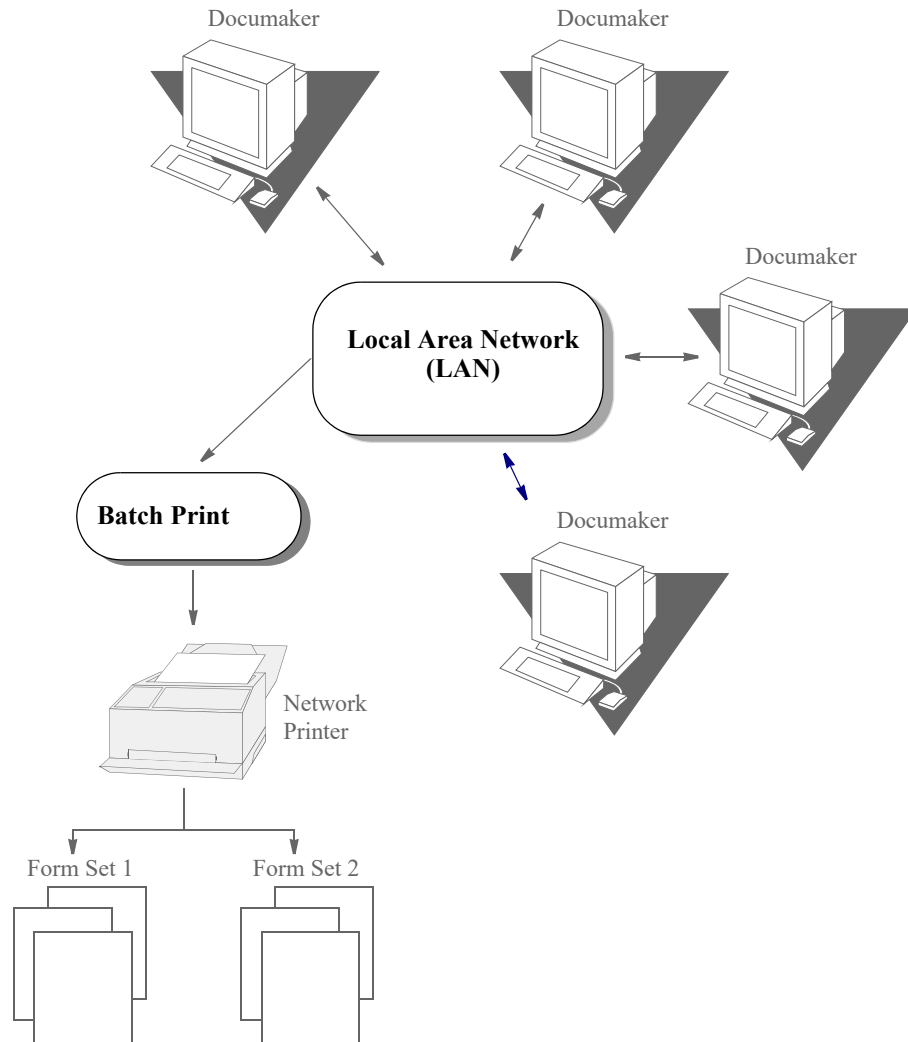 Documaker
Documaker
Documaker
Local Area Network
(LAN)
Batch Print
Documaker
Network
Printer
Form Set 1
Form Set 2